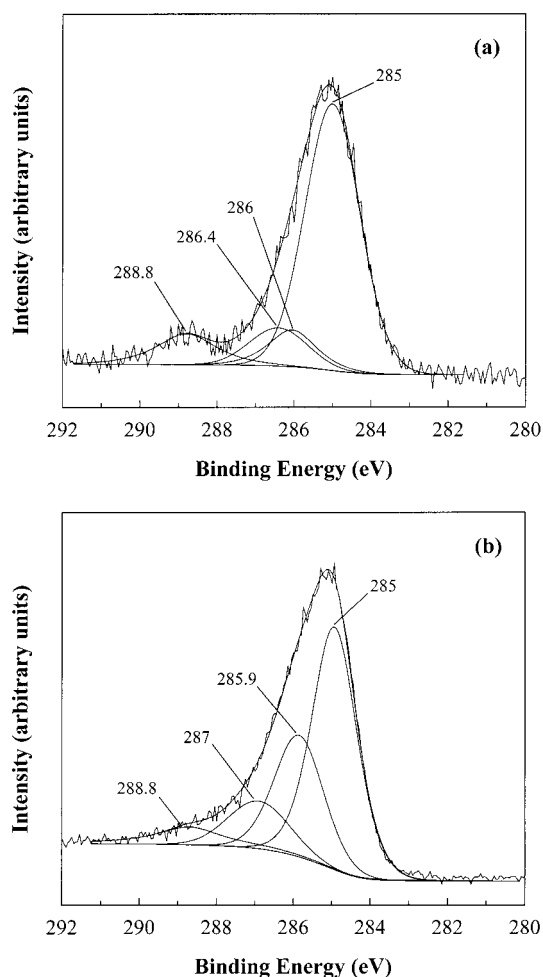 (a)
285
286
286.4
288.8
Intensity (arbitrary units)
292 290 288 286 284 282 280
Binding Energy (eV)
(b)
285
285.9
287
288.8
Intensity (arbitrary units)
292 290 288 286 284 282 280
Binding Energy (eV)